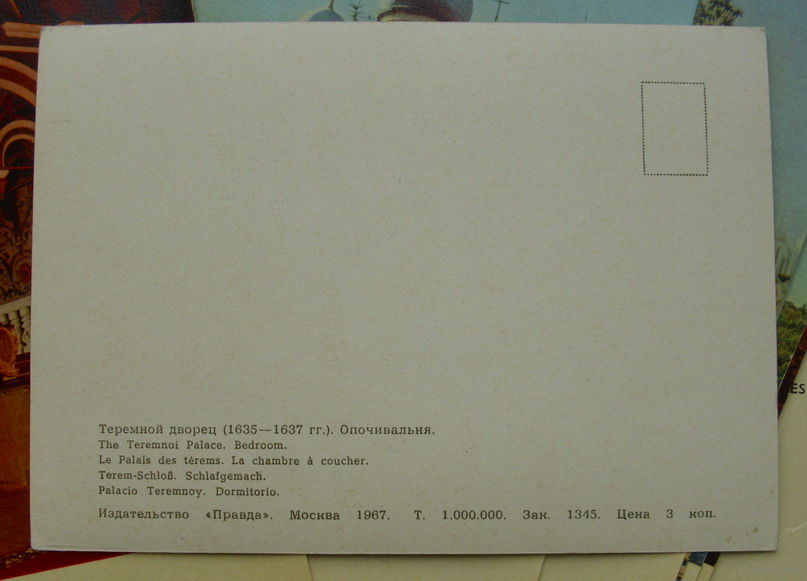 Теремной дворец (1635—1637 гг.). Опочивальня.
The Teremnoi Palace. Bedroom.
Le Palais des térems. La chambre à coucher.
Terem-Schloß. Schlafgemach.
Palacio Teremnoy. Dormitorio.
Издательство «Правда». Москва 1967. Т. 1.000.000. Зак. 1345. Цена 3 коп.
ES